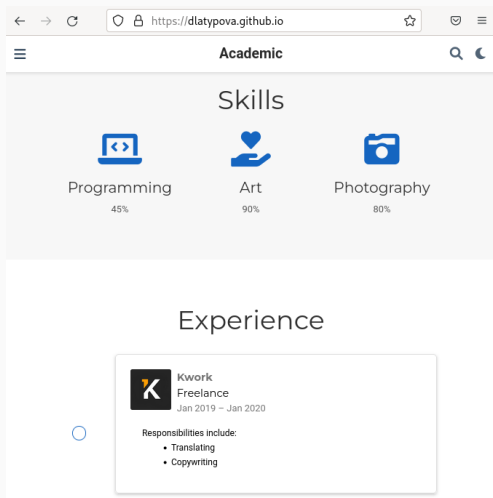 https://dlatypova.github.io
Academic
Skills
Programming
Art
Photography
45%
90%
80%
Experience
Kwork
Freelance
Jan 2019 – Jan 2020
Responsibilities include:
• Translating
• Copywriting